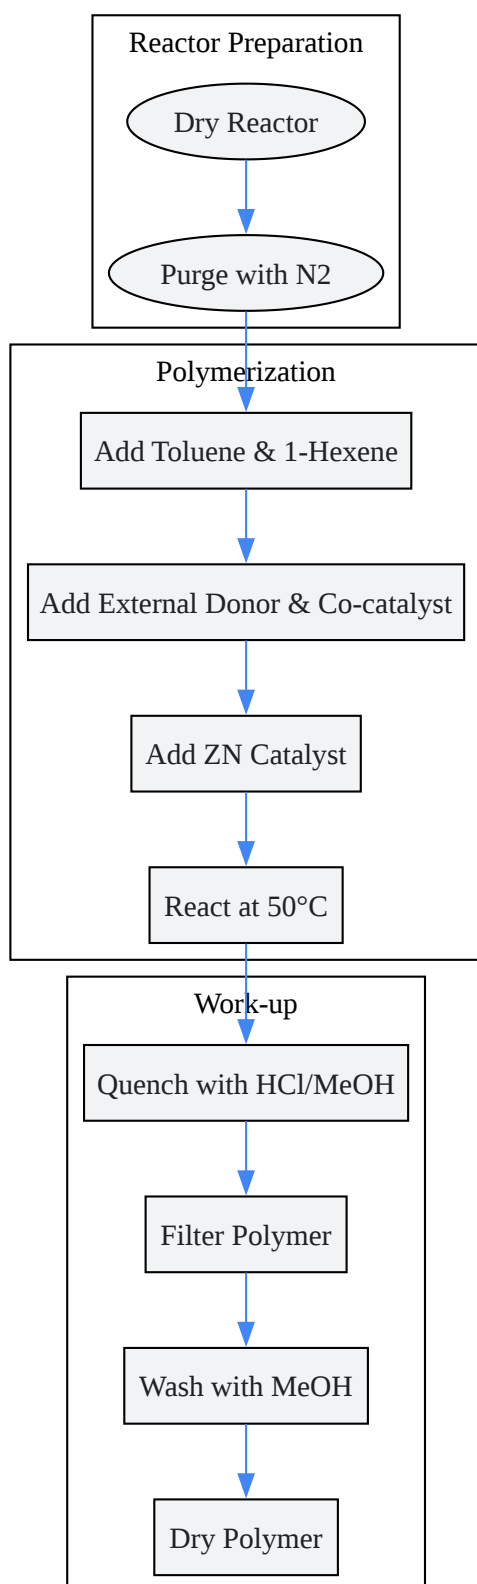 Reactor Preparation
Dry Reactor
Purge with N2
Polymerization
Add Toluene & 1-Hexene
Add External Donor & Co-catalyst
Add ZN Catalyst
React at 50°C
Work-up
Quench with HCl/MeOH
Filter Polymer
Wash with MeOH
Dry Polymer